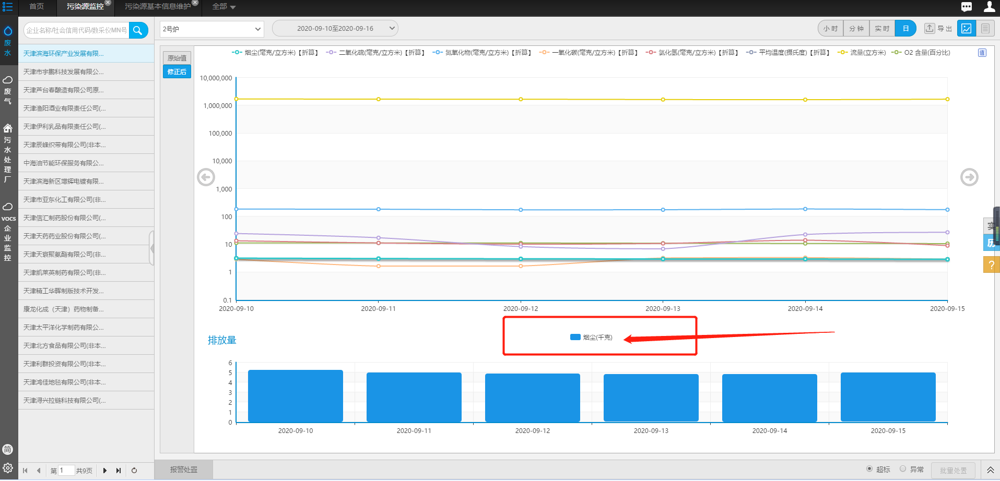 首页
污染源监控
污染源基本信息维护
全部
废水
废气
污水处理厂
vocs企业监控
简
企业名称/社会信用代码/数采仪MN号
天津滨海环保产业发展有限...
天津市宇鹏科技发展有限公...
天津芦台春酿造有限公司原...
天津渔阳酒业有限责任公司(...
天津伊利乳品有限责任公司(...
天津辰峰织带有限公司(非本...
中海油节能环保服务有限公...
天津滨海新区增辉电镀有限...
天津市亚东化工有限公司(非...
天津信汇制药股份有限公司(...
天津天药药业股份有限公司(...
天津天寰聚氨酯有限公司(非...
天津凯莱英制药有限公司(非...
天津精工华晖制版技术开发...
康龙化成（天津）药物制备...
天津太平洋化学制药有限公...
天津北方食品有限公司(非本...
天津利群投资有限公司(非本...
天津鸿佳地毯有限公司(非本...
天津浔兴拉链科技有限公司(...
第 1 共9页
2号炉
2020-09-10至2020-09-16
小时 分钟 实时 日
导出
原始值
修正后
烟尘(毫克/立方米)【折算】 二氧化硫(毫克/立方米)【折算】 氮氧化物(毫克/立方米)【折算】 一氧化碳(毫克/立方米)【折算】 氯化氢(毫克/立方米)【折算】 平均温度(摄氏度)【折算】 流量(立方米) O2 含量(百分比)
值
10,000,000
1,000,000
100,000
10,000
1,000
100
10
1
0.1
2020-09-10 2020-09-11 2020-09-12 2020-09-13 2020-09-14 2020-09-15
排放量
烟尘(千克)
6
5
4
3
2
1
0
2020-09-10 2020-09-11 2020-09-12 2020-09-13 2020-09-14 2020-09-15
实
历
?
报警处置
超标 异常
批量处置